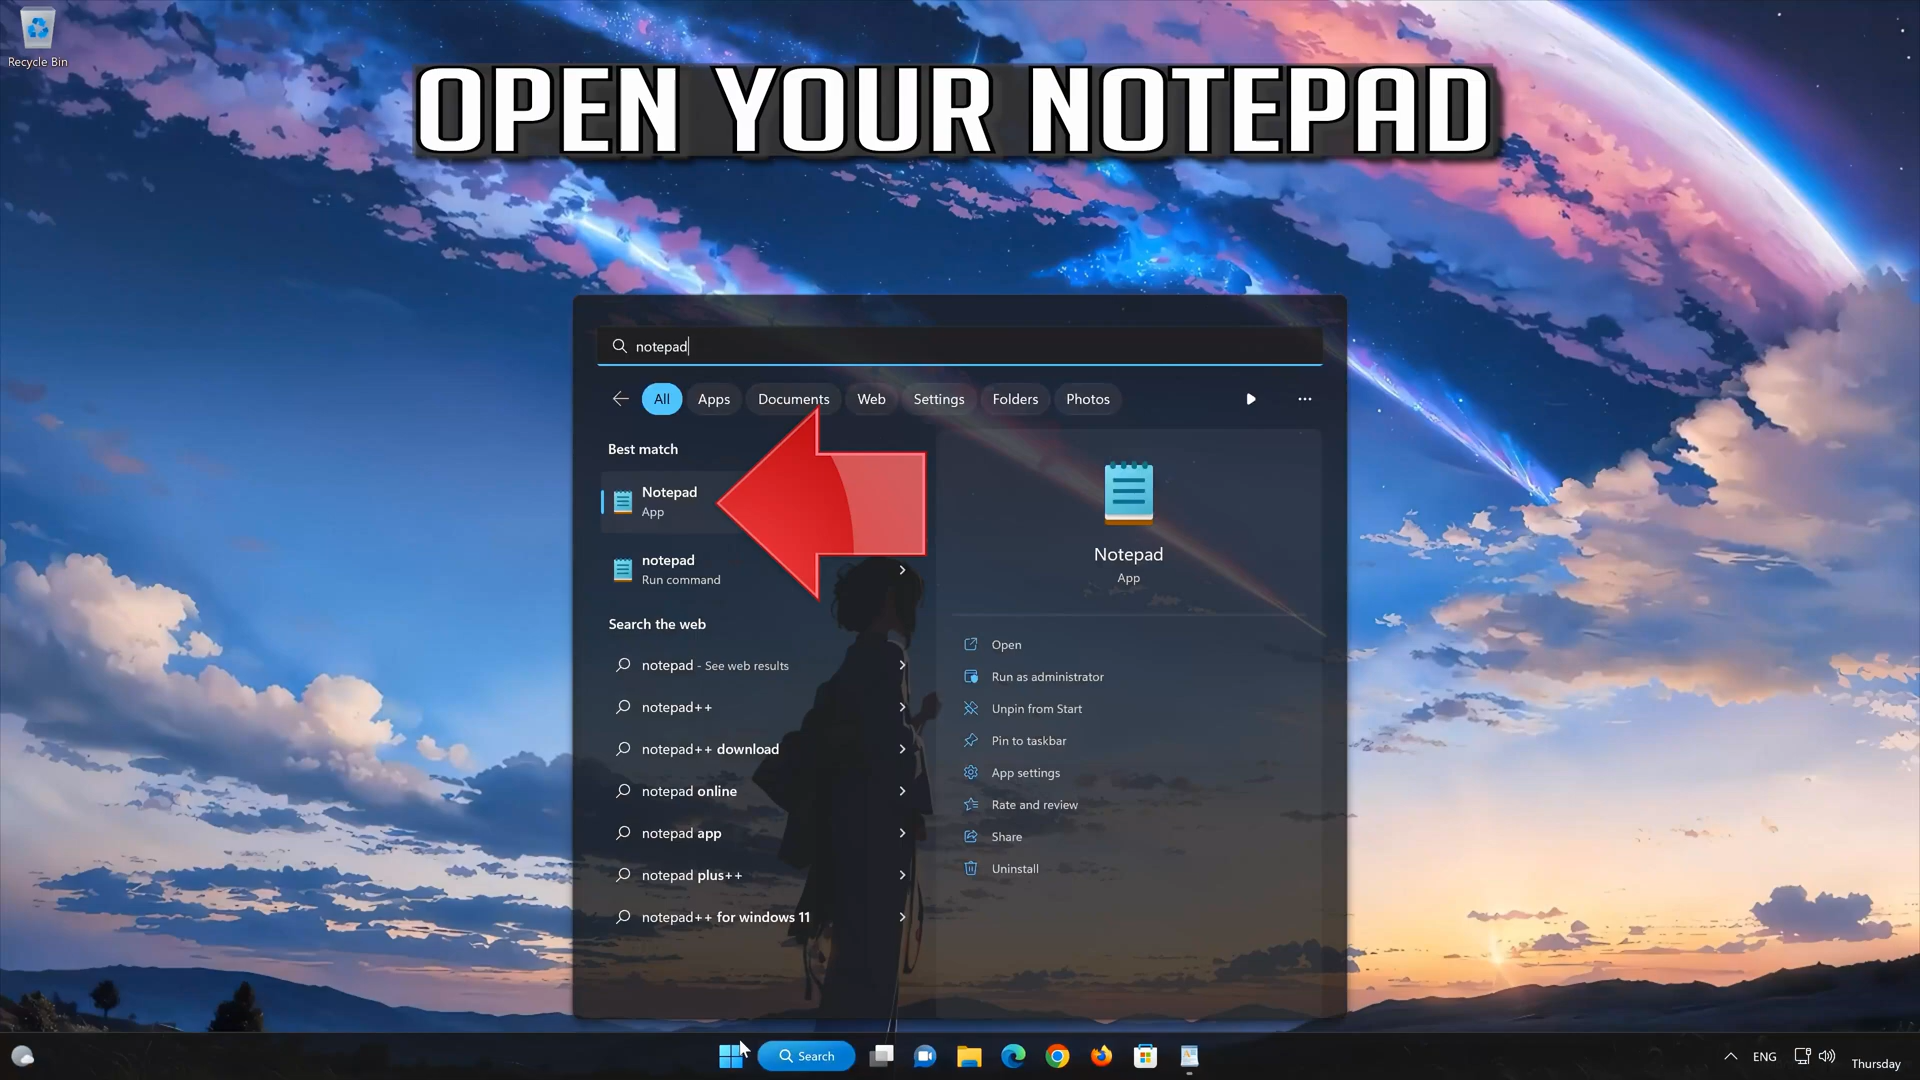 Recycle Bin
OPEN YOUR NOTEPAD
notepad
All Apps Documents Web Settings Folders Photos
Best match
Notepad
App
notepad
Run command
Search the web
notepad - See web results
notepad++
notepad++ download
notepad online
notepad app
notepad plus++
notepad++ for windows 11
Notepad
App
Open
Run as administrator
Unpin from Start
Pin to taskbar
App settings
Rate and review
Share
Uninstall
Search
ENG
Thursday